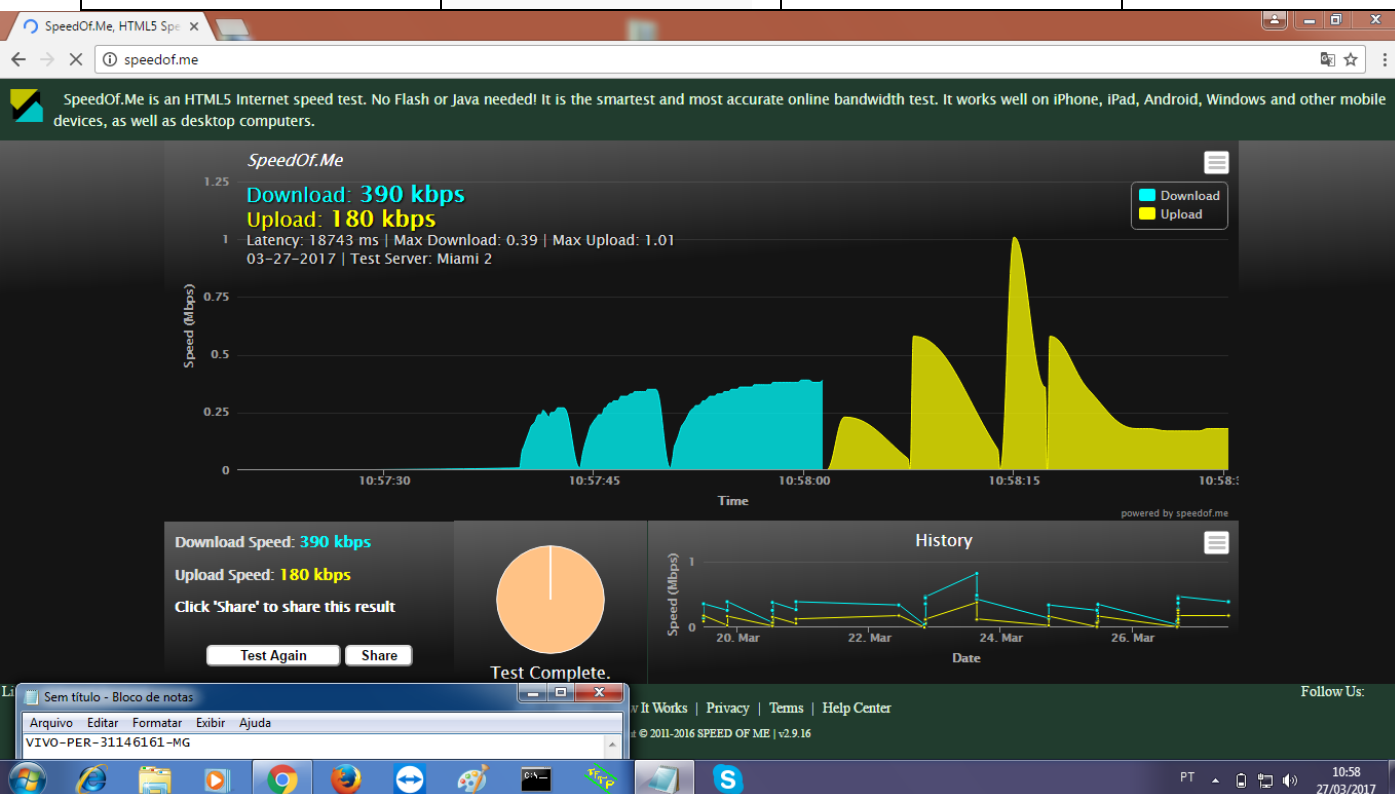 SpeedOf.Me, HTML5 Spe
speedof.me
SpeedOf.Me is an HTML5 Internet speed test. No Flash or Java needed! It is the smartest and most accurate online bandwidth test. It works well on iPhone, iPad, Android, Windows and other mobile
devices, as well as desktop computers.
SpeedOf.Me
Download: 390 kbps
Upload: 180 kbps
Latency: 18743 ms | Max Download: 0.39 | Max Upload: 1.01
03-27-2017 | Test Server: Miami 2
Download
Upload
1.25
1
0.75
0.5
0.25
0
Speed (Mbps)
10:57:30 10:57:45 10:58:00 10:58:15 10:58:
Time
powered by speedof.me
Download Speed: 390 kbps
Upload Speed: 180 kbps
Click 'Share' to share this result
Test Again Share
Test Complete.
History
Speed (Mbps)
1
0
20. Mar 22. Mar 24. Mar 26. Mar
Date
Li
Follow Us:
w It Works | Privacy | Terms | Help Center
© 2011-2016 SPEED OF ME | v2.9.16
Sem título - Bloco de notas
Arquivo Editar Formatar Exibir Ajuda
VIVO-PER-31146161-MG
C:\_
TFTP
PT
10:58
27/03/2017